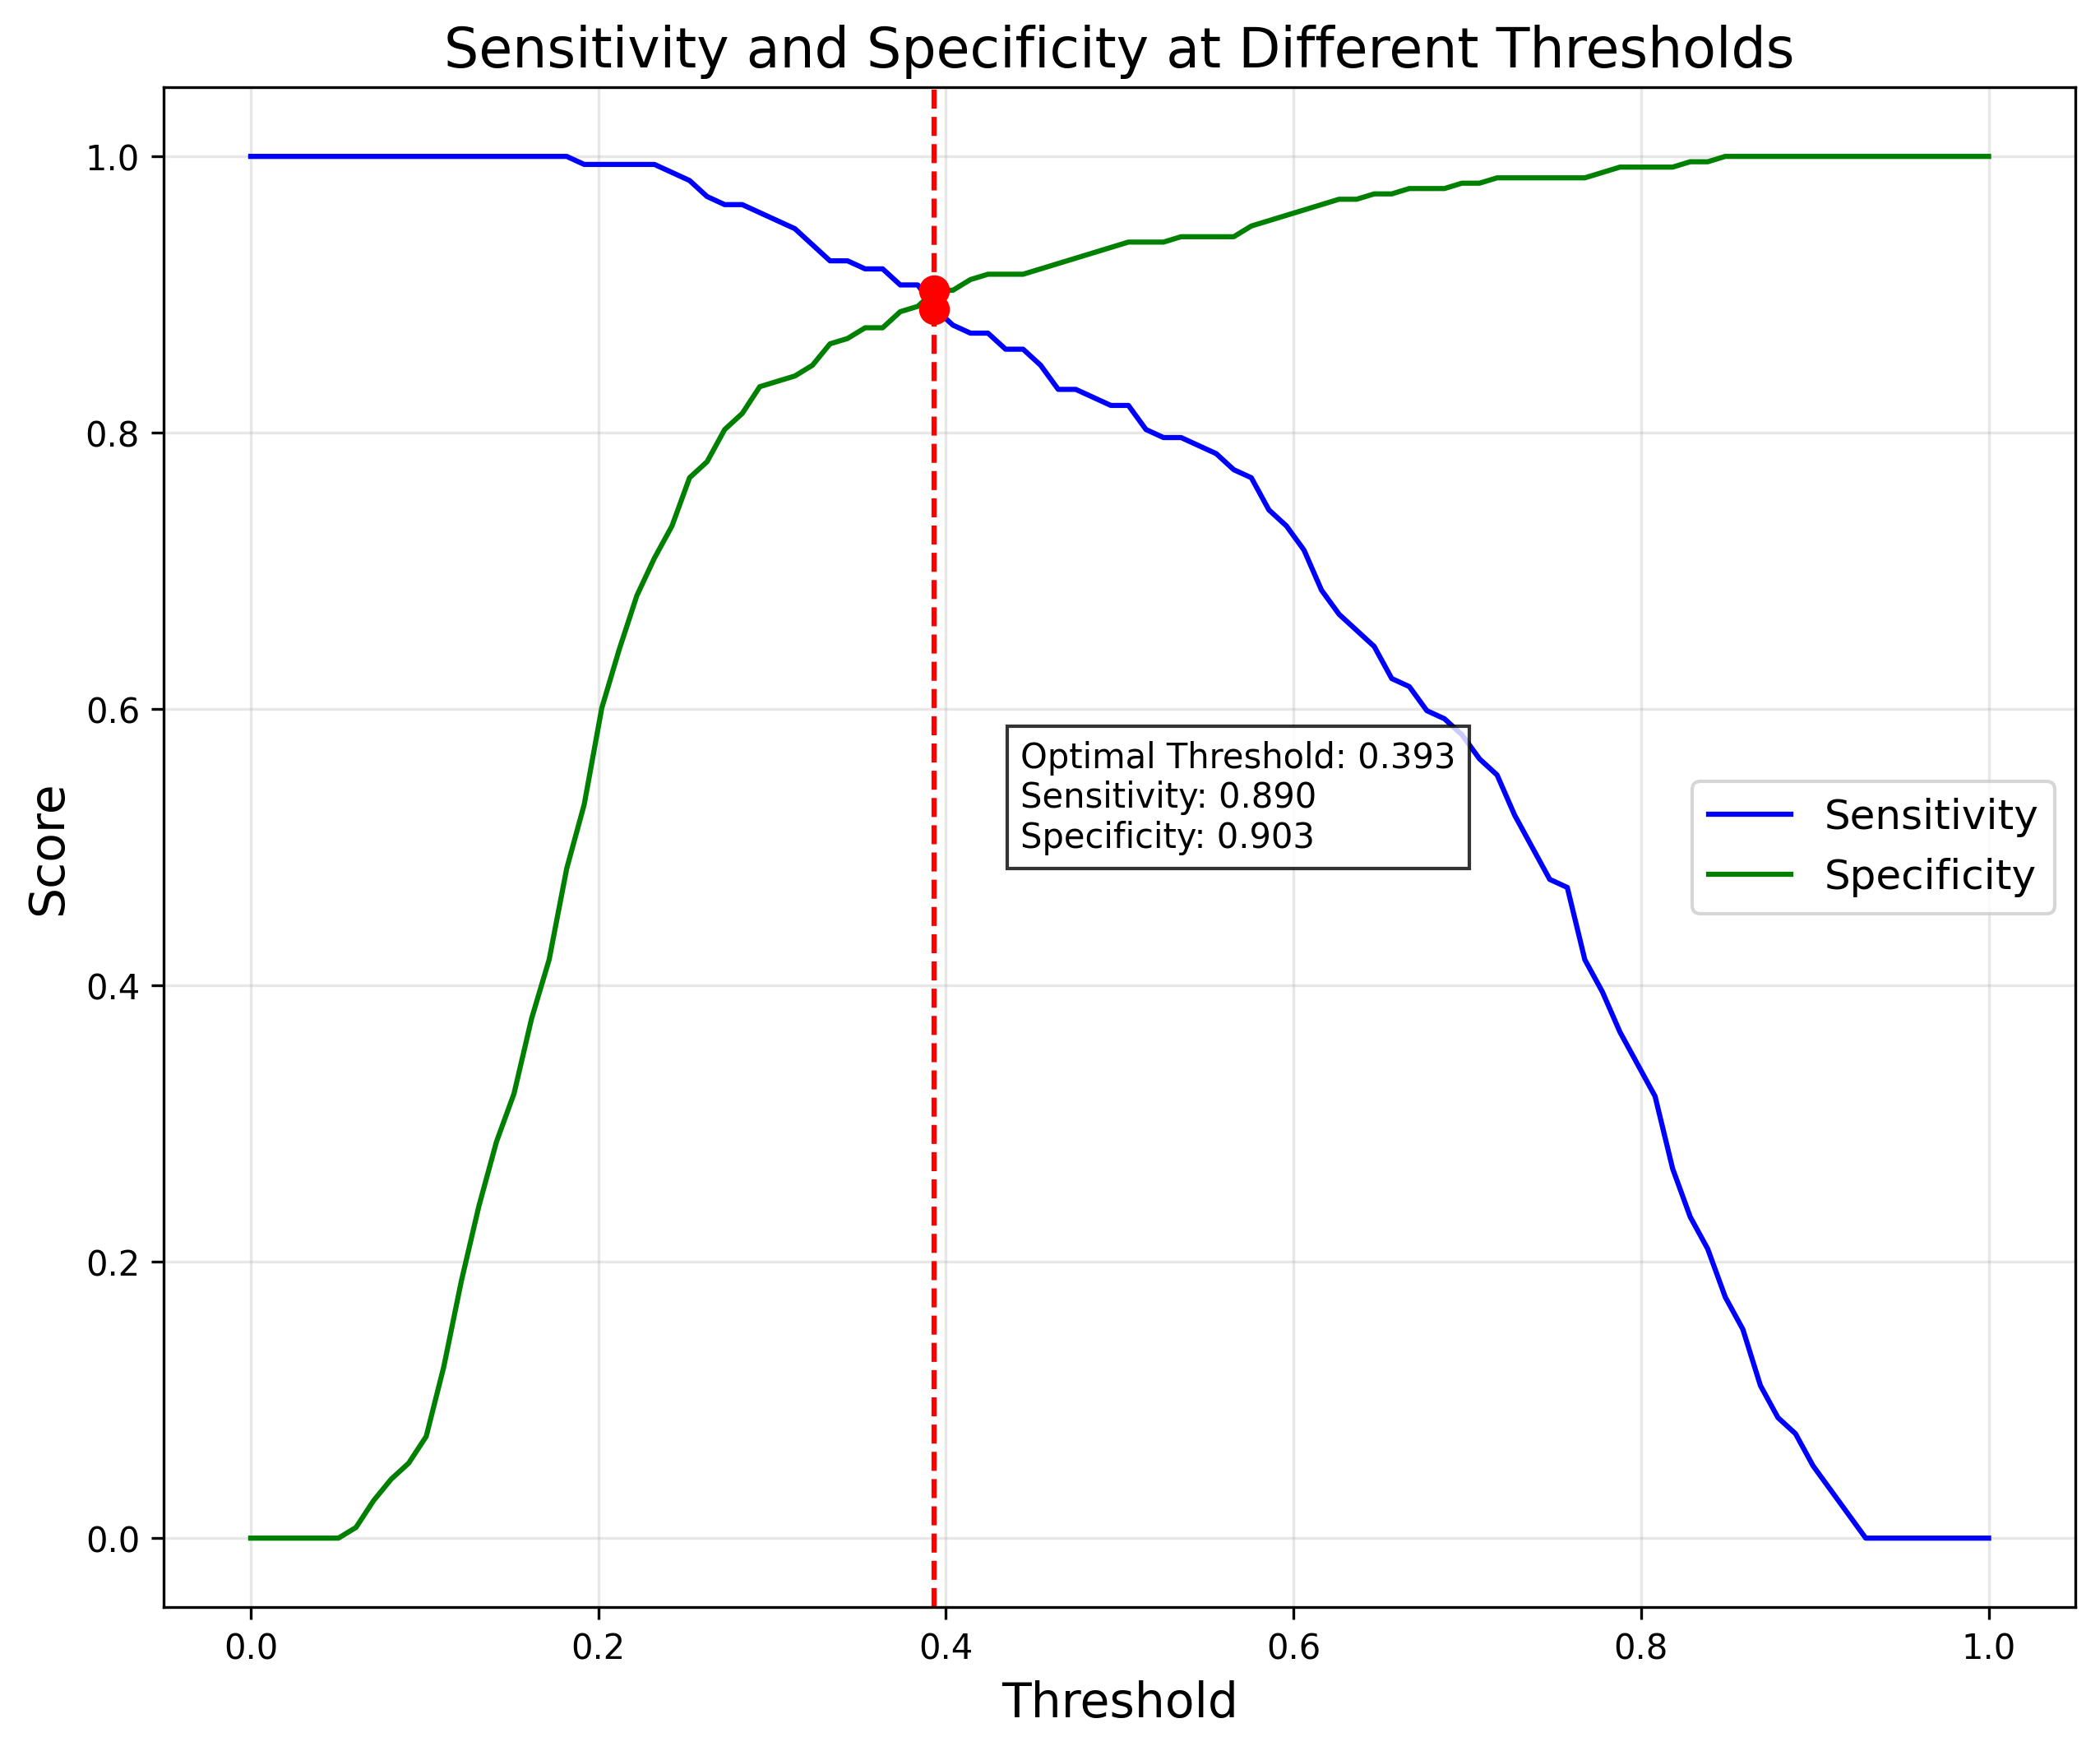 Sensitivity and Specificity at Different Thresholds
1.0
0.8
0.6
0.4
0.2
0.0
Score
Optimal Threshold: 0.393
Sensitivity: 0.890
Specificity: 0.903
Sensitivity
Specificity
0.0 0.2 0.4 0.6 0.8 1.0
Threshold